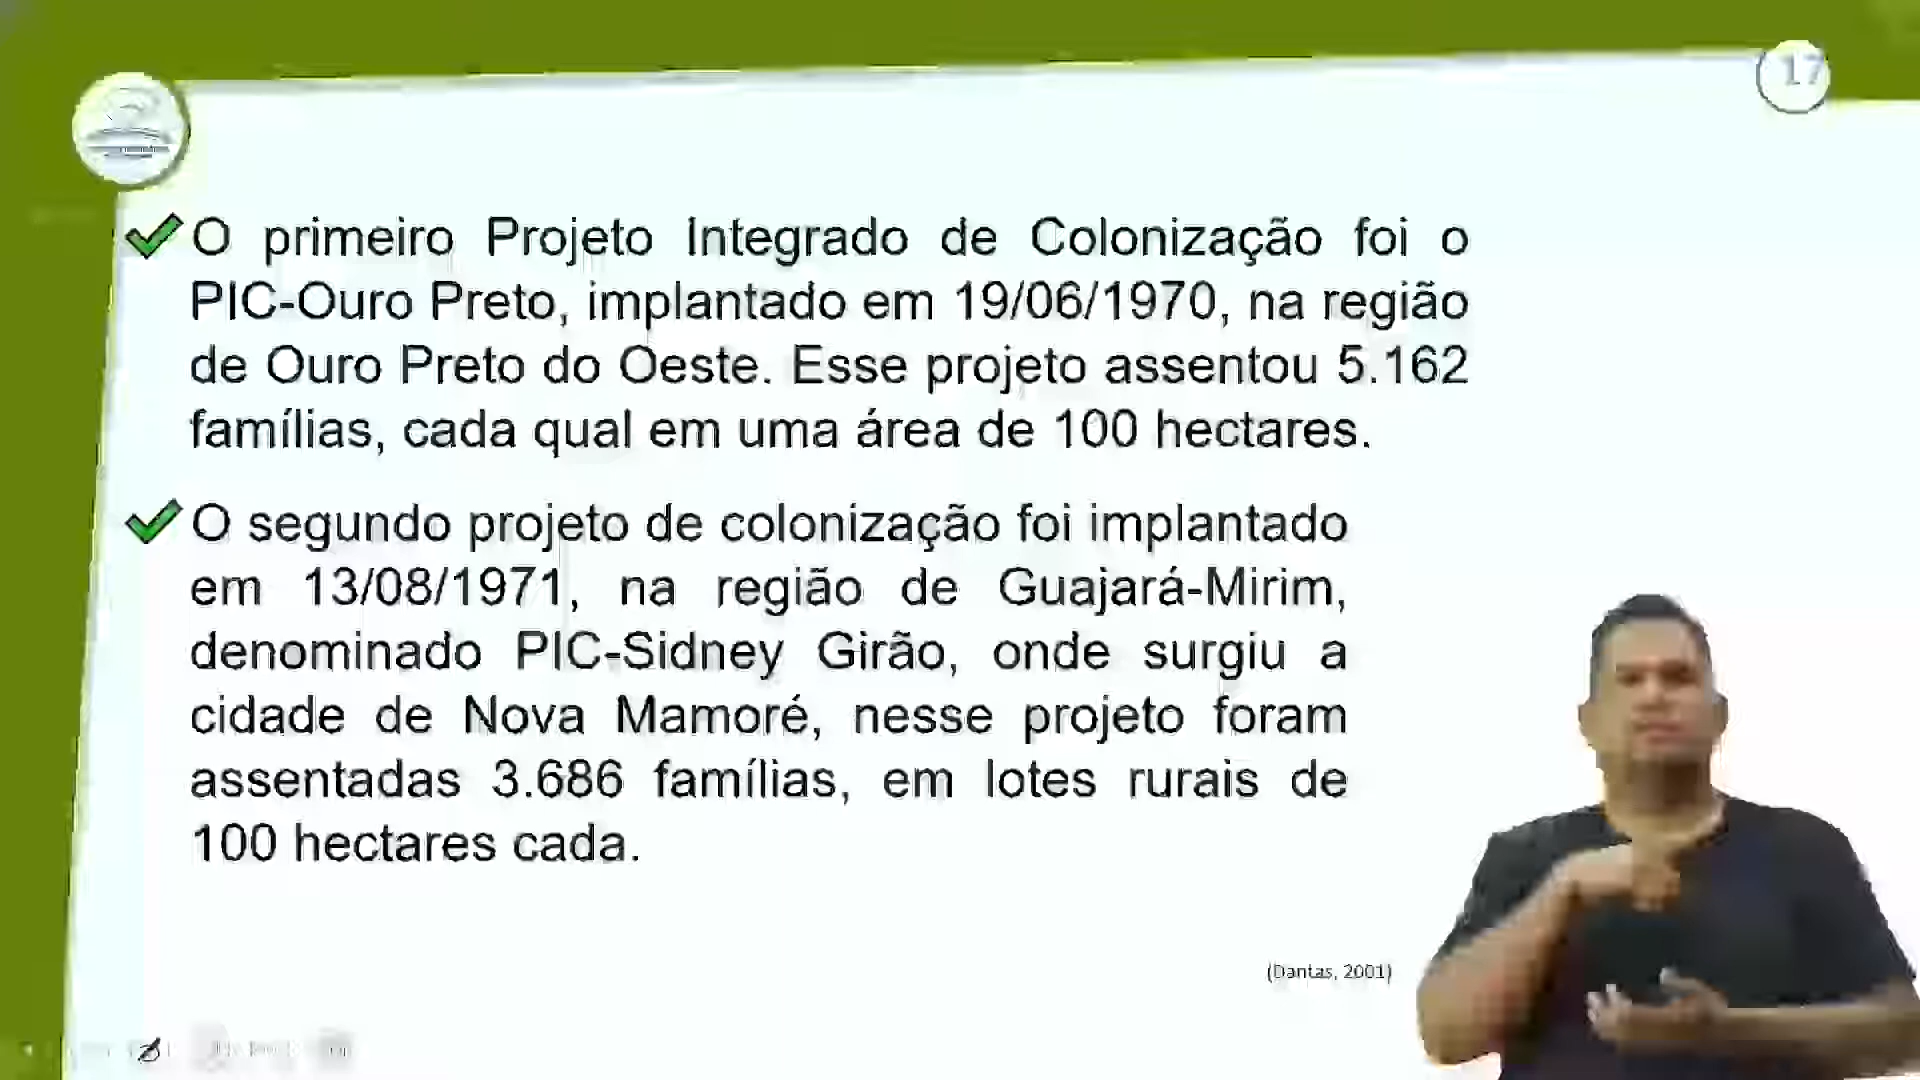 17
O primeiro Projeto Integrado de Colonização foi o
PIC-Ouro Preto, implantado em 19/06/1970, na região
de Ouro Preto do Oeste. Esse projeto assentou 5.162
famílias, cada qual em uma área de 100 hectares.
O segundo projeto de colonização foi implantado
em 13/08/1971, na região de Guajará-Mirim,
denominado PIC-Sidney Girão, onde surgiu a
cidade de Nova Mamoré, nesse projeto foram
assentadas 3.686 famílias, em lotes rurais de
100 hectares cada.
(Dantas, 2001)